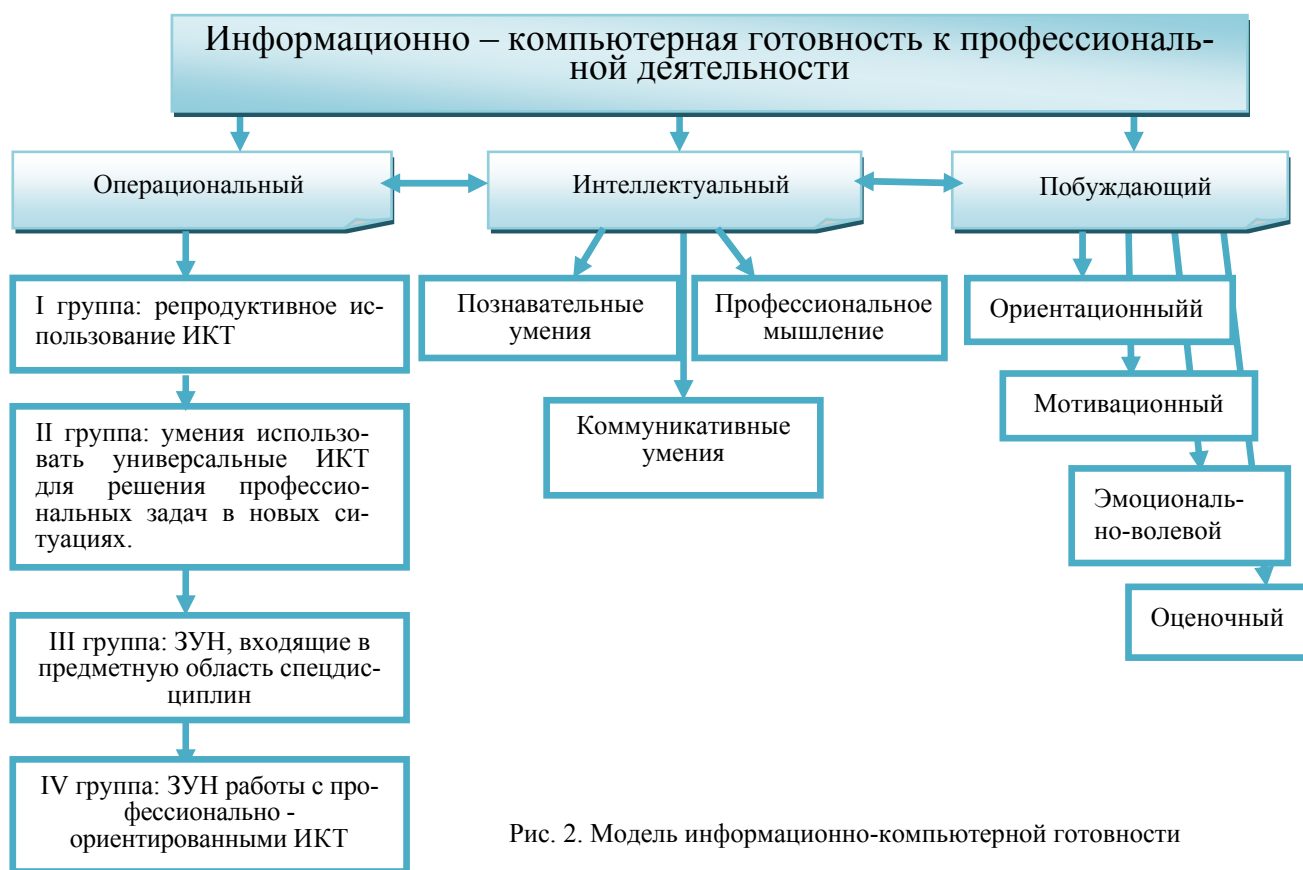 Информационно – компьютерная готовность к профессиональ-
ной деятельности
Операциональный
Интеллектуальный
Побуждающий
I группа: репродуктивное ис-
пользование ИКТ
II группа: умения использо-
вать универсальные ИКТ
для решения профессио-
нальных задач в новых си-
туациях.
III группа: ЗУН, входящие в
предметную область спецдис-
циплин
IV группа: ЗУН работы с про-
фессионально -
ориентированными ИКТ
Познавательные
умения
Профессиональное
мышление
Коммуникативные
умения
Ориентационныйй
Мотивационный
Эмоциональ-
но-волевой
Оценочный
Рис. 2. Модель информационно-компьютерной готовности